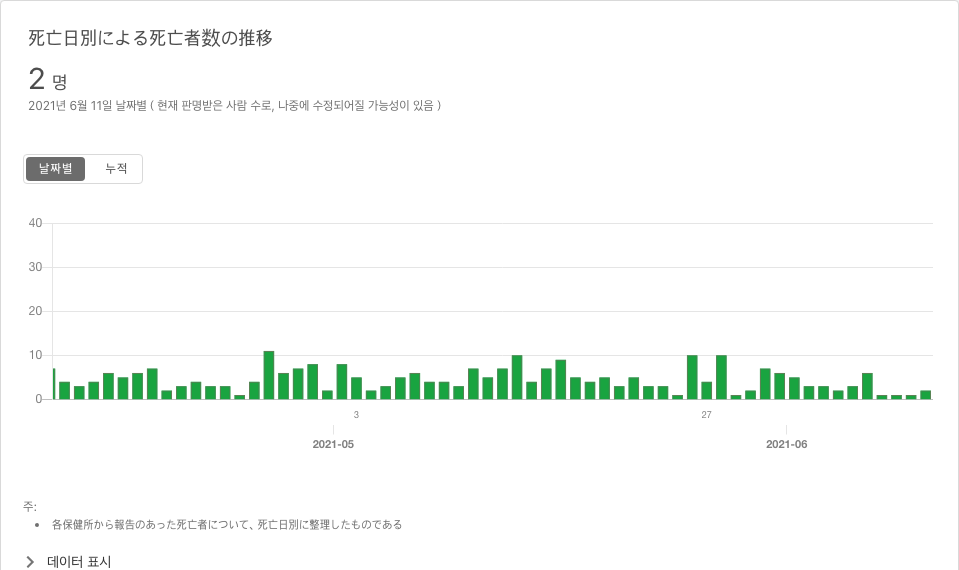 死亡日別による死亡者数の推移
2 명
2021년 6월 11일 날짜별 ( 현재 판명받은 사람 수로, 나중에 수정되어질 가능성이 있음 )
날짜별 누적
40
30
20
10
0
3 27
2021-05 2021-06
주:
• 各保健所から報告のあった死亡者について、死亡日別に整理したものである
데이터 표시